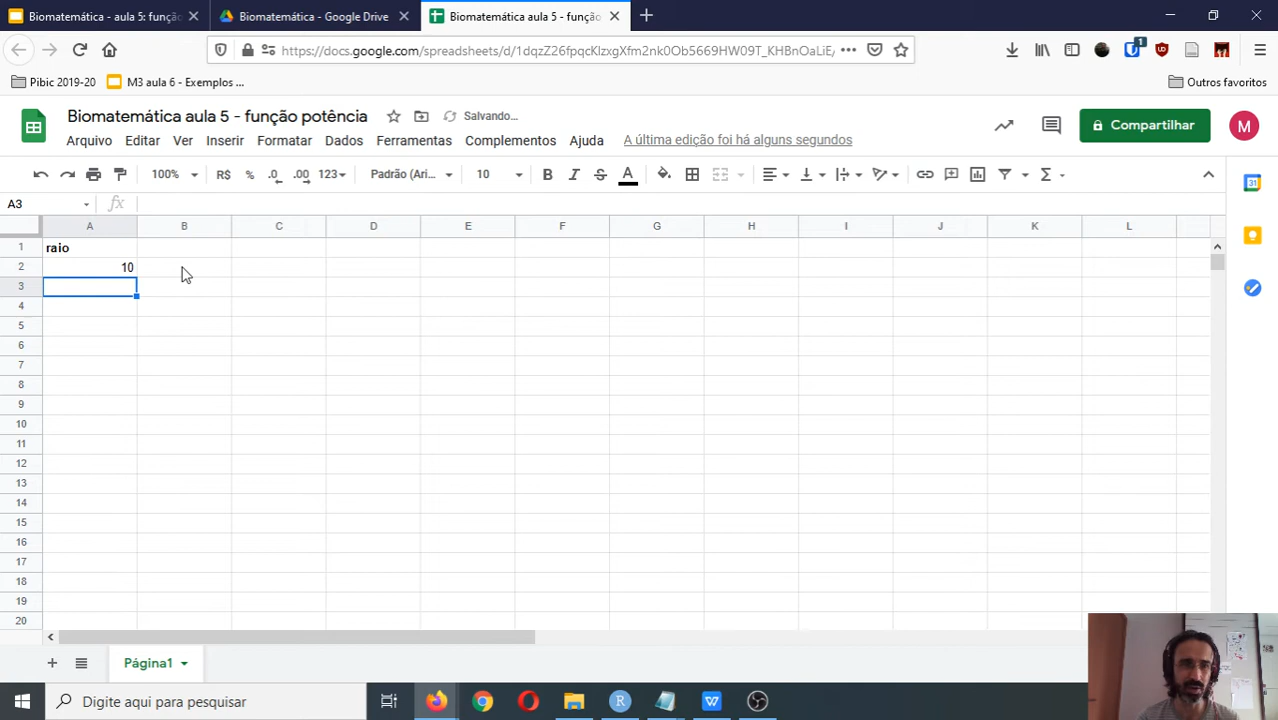 Biomatemática - aula 5: funçã
Biomatemática - Google Drive
Biomatemática aula 5 - função
https://docs.google.com/spreadsheets/d/1dqzZ26fpqcKlzxgXfm2nk0Ob5669HW09T_KHBnOaLiE/
1
Pibic 2019-20
M3 aula 6 - Exemplos ...
Outros favoritos
Biomatemática aula 5 - função potência
Salvando...
Arquivo Editar Ver Inserir Formatar Dados Ferramentas Complementos Ajuda
A última edição foi há alguns segundos
Compartilhar
M
100% R$ % .0 .00 123 Padrão (Ari... 10 B I S A
31
A3 fx
A B C D E F G H I J K L
1 raio
2 10
3
4
5
6
7
8
9
10
11
12
13
14
15
16
17
18
19
20
Página1
Digite aqui para pesquisar
R
W